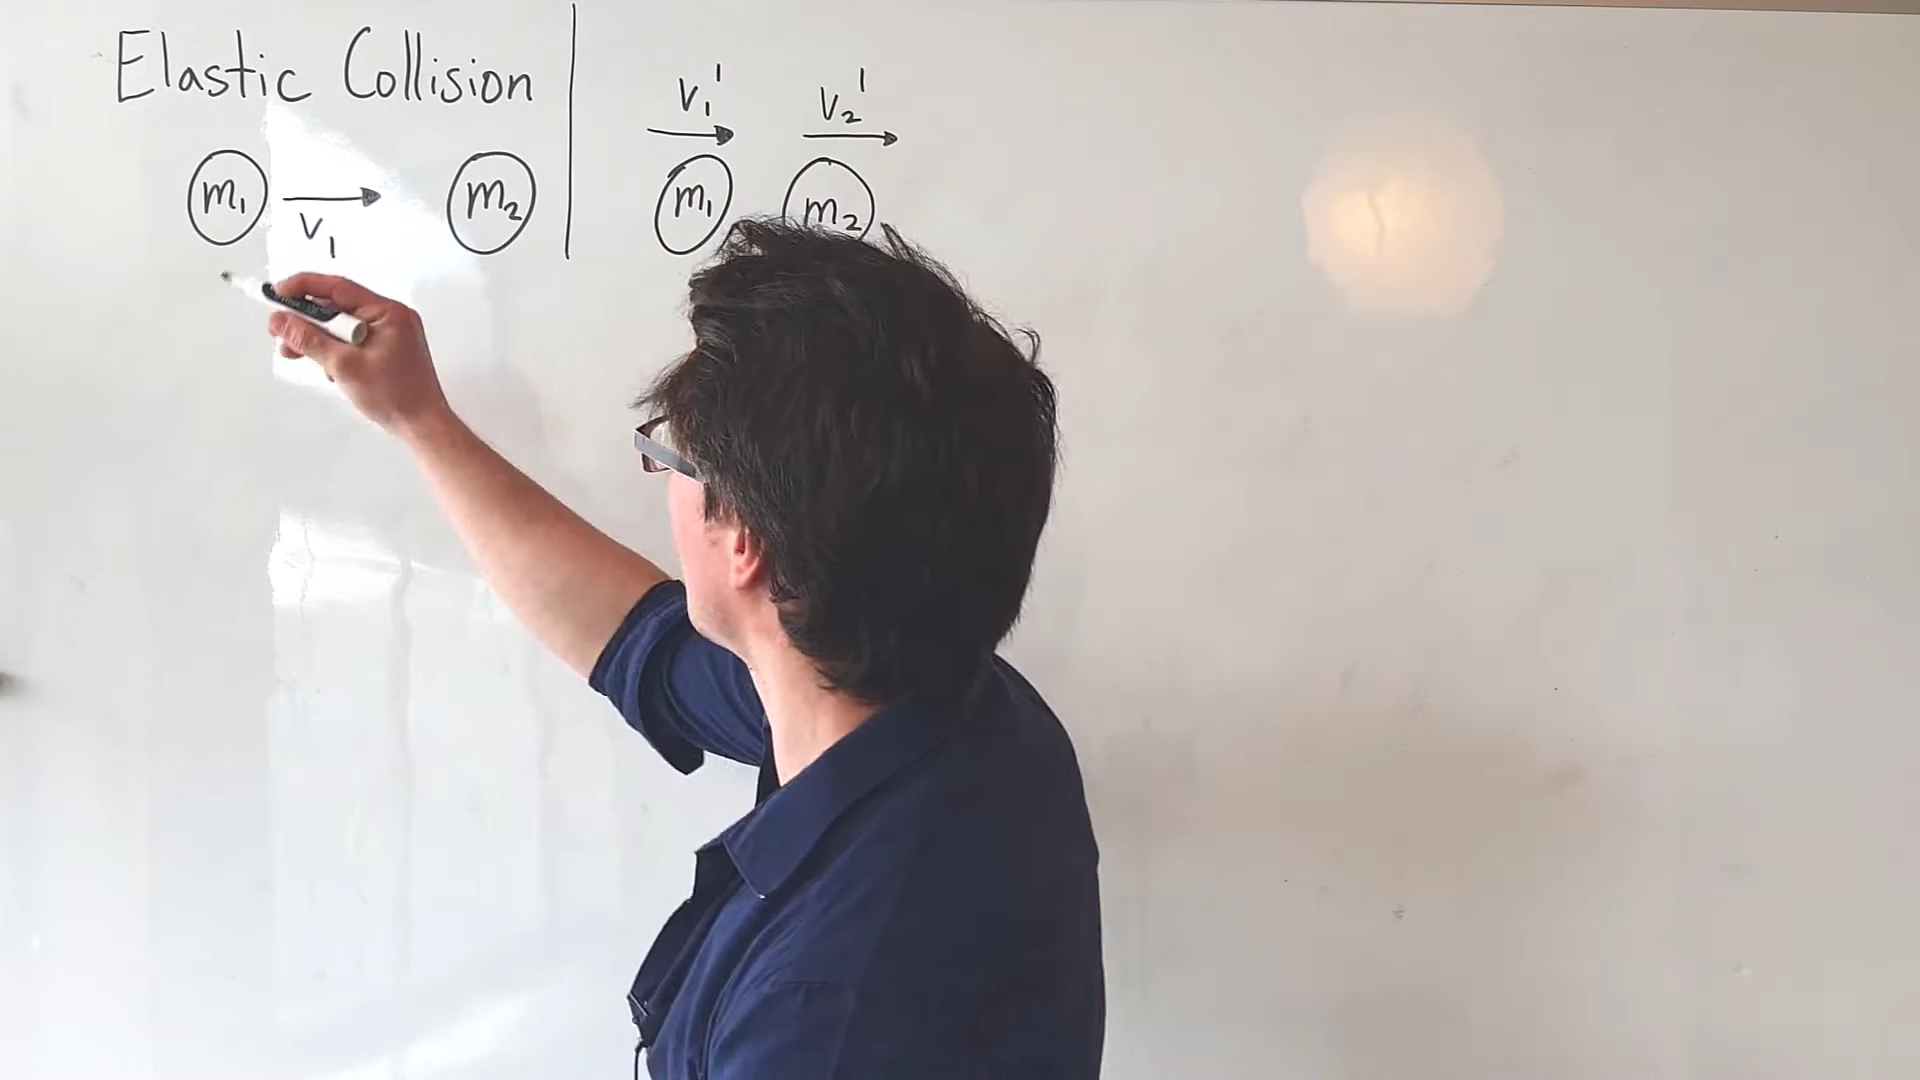 Elastic Collision
m₁ v₁ m₂
v₁' v₂'
m₁ m₂